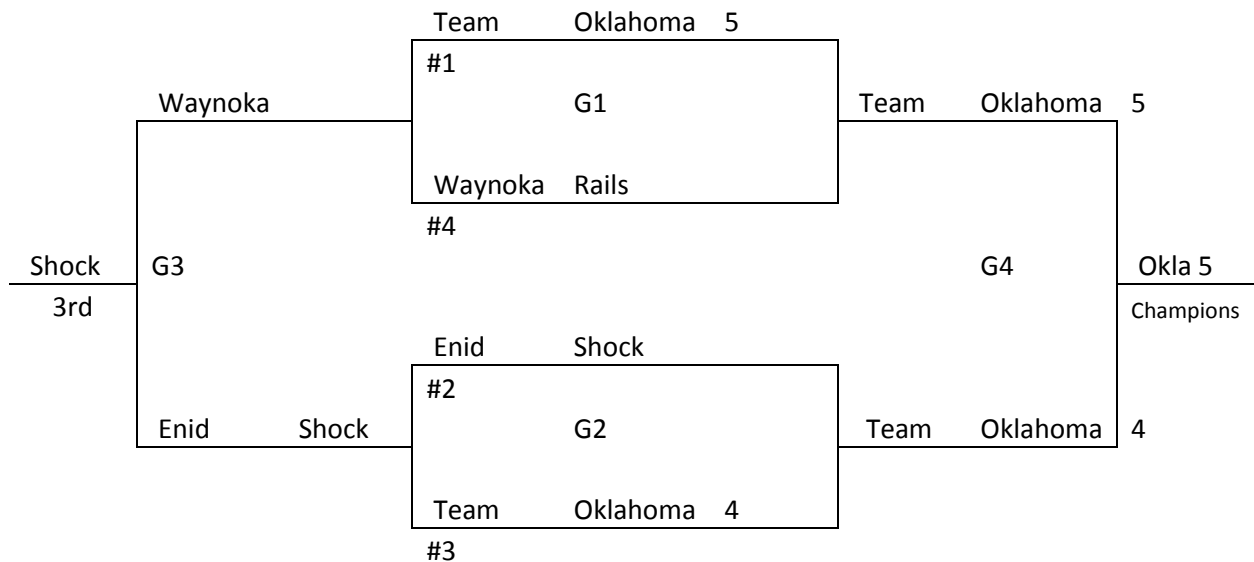 Team Oklahoma 5
#1
Waynoka G1 Team Oklahoma 5
Waynoka Rails
#4
Shock G3 G4 Okla 5
3rd Champions
Enid Shock
#2
Enid Shock G2 Team Oklahoma 4
Team Oklahoma 4
#3